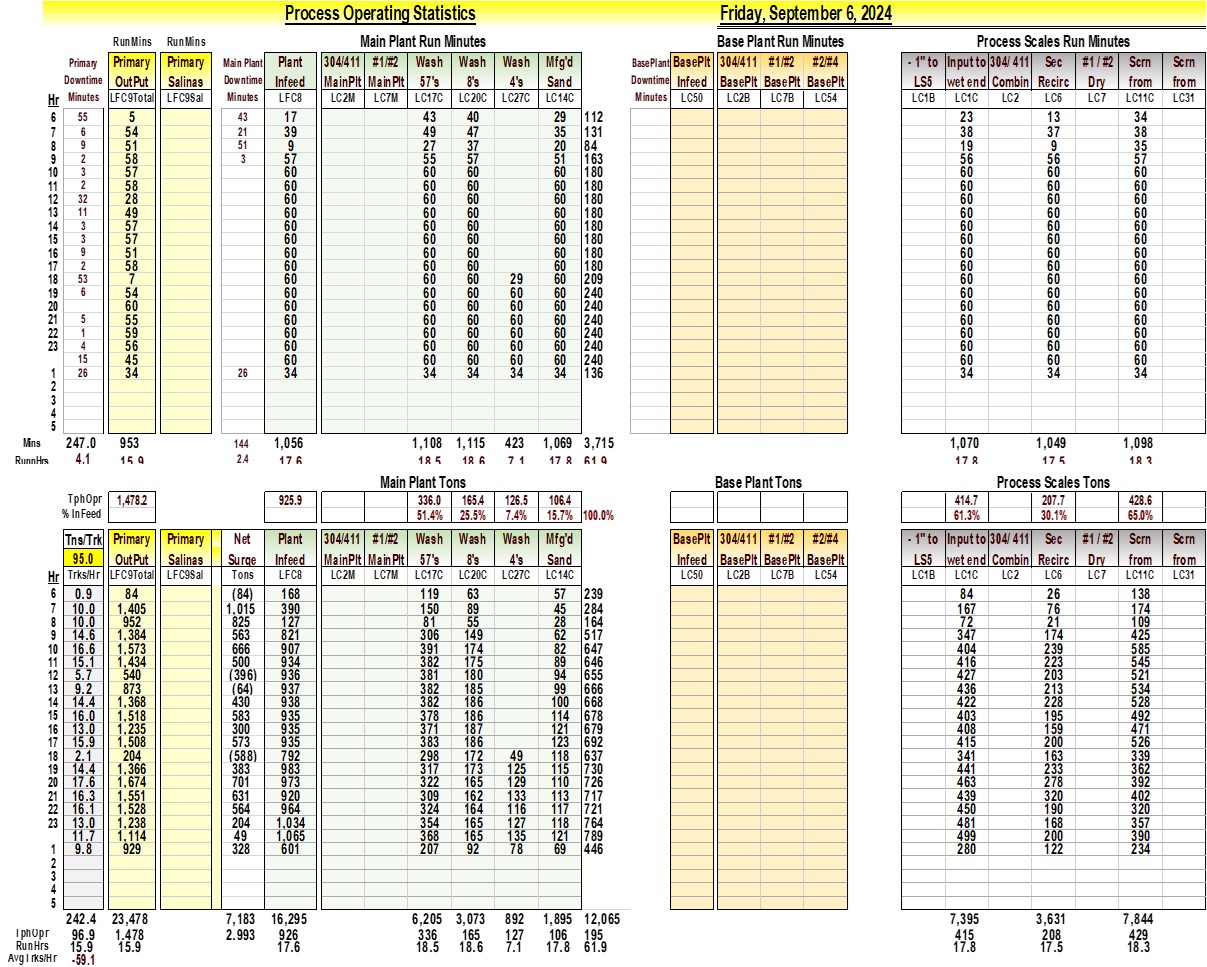 Process Operating Statistics Friday, September 6, 2024
RunMins RunMins Main Plant Run Minutes Base Plant Run Minutes Process Scales Run Minutes
Primary Primary Primary Main Plant Plant 304/411 #1/#2 Wash Wash Wash Mfg'd BasePlant BasePlt 304/411 #1/#2 #2/#4 - 1" to Input to 304/ 411 Sec #1 / #2 Scrn Scrn
Downtime OutPut Salinas Downtime Infeed MainPlt MainPlt 57's 8's 4's Sand Downtime Infeed BasePlt BasePlt BasePlt LS5 wet end Combin Recirc Dry from from
Hr Minutes LFC9Total LFC9Sal Minutes LFC8 LC2M LC7M LC17C LC20C LC27C LC14C Minutes LC50 LC2B LC7B LC54 LC1B LC1C LC2 LC6 LC7 LC11C LC31
6 55 5 43 17 43 40 29 112 23 13 34
7 6 54 21 39 49 47 35 131 38 37 38
8 9 51 51 9 27 37 20 84 19 9 35
9 2 58 3 57 55 57 51 163 56 56 57
10 3 57 60 60 60 60 180 60 60 60
11 2 58 60 60 60 60 180 60 60 60
12 32 28 60 60 60 60 180 60 60 60
13 11 49 60 60 60 60 180 60 60 60
14 3 57 60 60 60 60 180 60 60 60
15 3 57 60 60 60 60 180 60 60 60
16 9 51 60 60 60 60 180 60 60 60
17 2 58 60 60 60 60 180 60 60 60
18 53 7 60 60 60 29 60 209 60 60 60
19 6 54 60 60 60 60 60 240 60 60 60
20 60 60 60 60 60 60 240 60 60 60
21 5 55 60 60 60 60 60 240 60 60 60
22 1 59 60 60 60 60 60 240 60 60 60
23 4 56 60 60 60 60 60 240 60 60 60
15 45 60 60 60 60 60 240 60 60 60
1 26 34 26 34 34 34 34 34 136 34 34 34
2
3
4
5
Mins 247.0 953 144 1,056 1,108 1,115 423 1,069 3,715 1,070 1,049 1,098
RunnHrs 4.1 15.9 2.4 17.6 18.5 18.6 7.1 17.8 61.9 17.8 17.5 18.3
Main Plant Tons Base Plant Tons Process Scales Tons
TphOpr 1,478.2 925.9 336.0 165.4 126.5 106.4 414.7 207.7 428.6
% InFeed 51.4% 25.5% 7.4% 15.7% 100.0% 61.3% 30.1% 65.0%
Tns/Trk Primary Primary Net Plant 304/411 #1/#2 Wash Wash Wash Mfg'd BasePlt 304/411 #1/#2 #2/#4 - 1" to Input to 304/ 411 Sec #1 / #2 Scrn Scrn
95.0 OutPut Salinas Surge Infeed MainPlt MainPlt 57's 8's 4's Sand Infeed BasePlt BasePlt BasePlt LS5 wet end Combin Recirc Dry from from
Hr Trks/Hr LFC9Total LFC9Sal Tons LFC8 LC2M LC7M LC17C LC20C LC27C LC14C LC50 LC2B LC7B LC54 LC1B LC1C LC2 LC6 LC7 LC11C LC31
6 0.9 84 (84) 168 119 63 57 239 84 26 138
7 10.0 1,405 1,015 390 150 89 45 284 167 76 174
8 10.0 952 825 127 81 55 28 164 72 21 109
9 14.6 1,384 563 821 306 149 62 517 347 174 425
10 16.6 1,573 666 907 391 174 82 647 404 239 585
11 15.1 1,434 500 934 382 175 89 646 416 223 545
12 5.7 540 (396) 936 381 180 94 655 427 203 521
13 9.2 873 (64) 937 382 185 99 666 436 213 534
14 14.4 1,368 430 938 382 186 100 668 422 228 528
15 16.0 1,518 583 935 378 186 114 678 403 195 492
16 13.0 1,235 300 935 371 187 121 679 408 159 471
17 15.9 1,508 573 935 383 186 123 692 415 200 526
18 2.1 204 (588) 792 298 172 49 118 637 341 163 339
19 14.4 1,366 383 983 317 173 125 115 730 441 233 362
20 17.6 1,674 701 973 322 165 129 110 726 463 278 392
21 16.3 1,551 631 920 309 162 133 113 717 439 320 402
22 16.1 1,528 564 964 324 164 116 117 721 450 190 320
23 13.0 1,238 204 1,034 354 165 127 118 764 481 168 357
11.7 1,114 49 1,065 368 165 135 121 789 499 200 390
1 9.8 929 328 601 207 92 78 69 446 280 122 234
2
3
4
5
242.4 23,478 7,183 16,295 6,205 3,073 892 1,895 12,065 7,395 3,631 7,844
TphOpr 96.9 1,478 2,993 926 336 165 127 106 195 415 208 429
RunHrs 15.9 15.9 17.6 18.5 18.6 7.1 17.8 61.9 17.8 17.5 18.3
AvgTrks/Hr -59.1